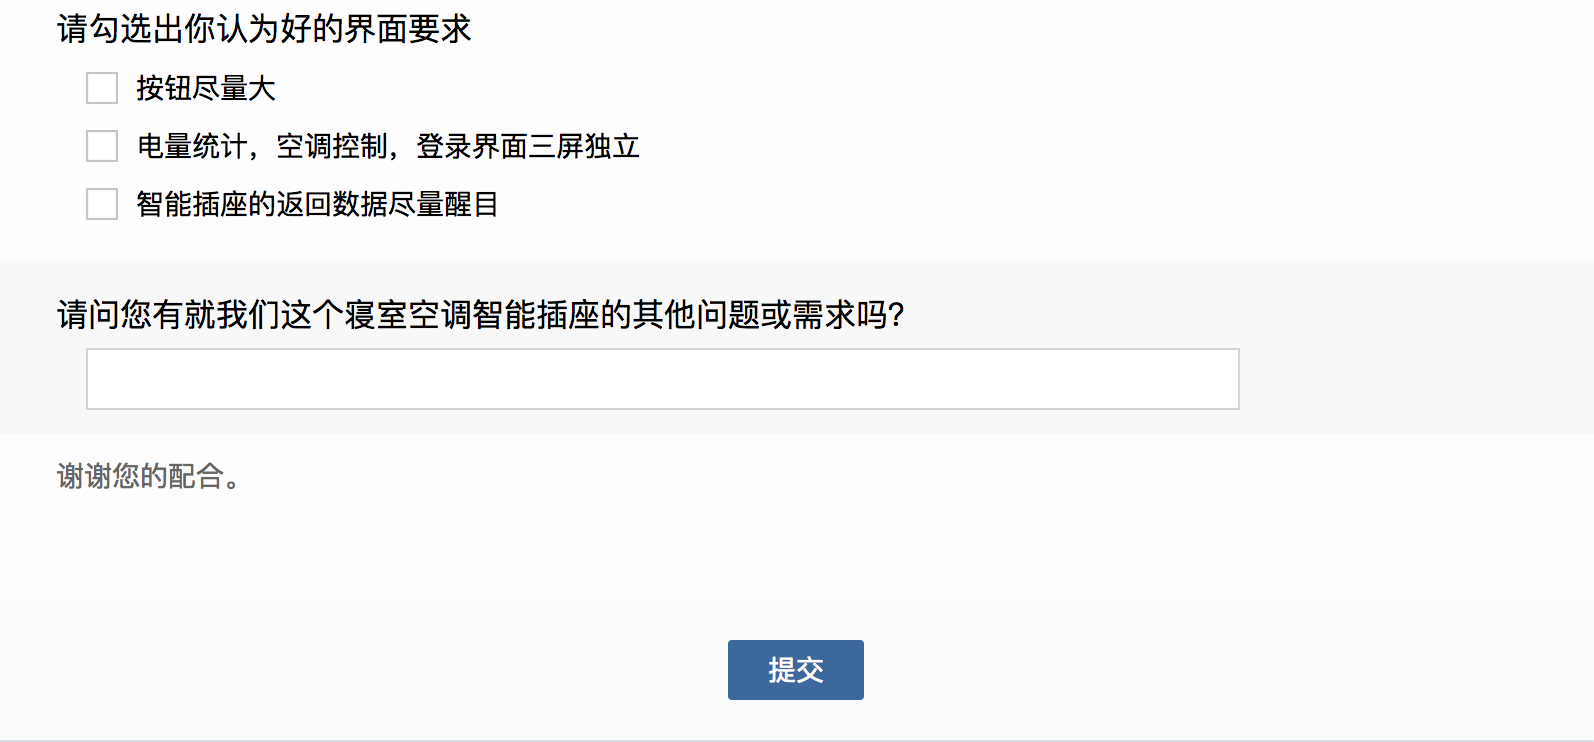 请勾选出你认为好的界面要求
按钮尽量大
电量统计，空调控制，登录界面三屏独立
智能插座的返回数据尽量醒目
请问您有就我们这个寝室空调智能插座的其他问题或需求吗?
谢谢您的配合。
提交